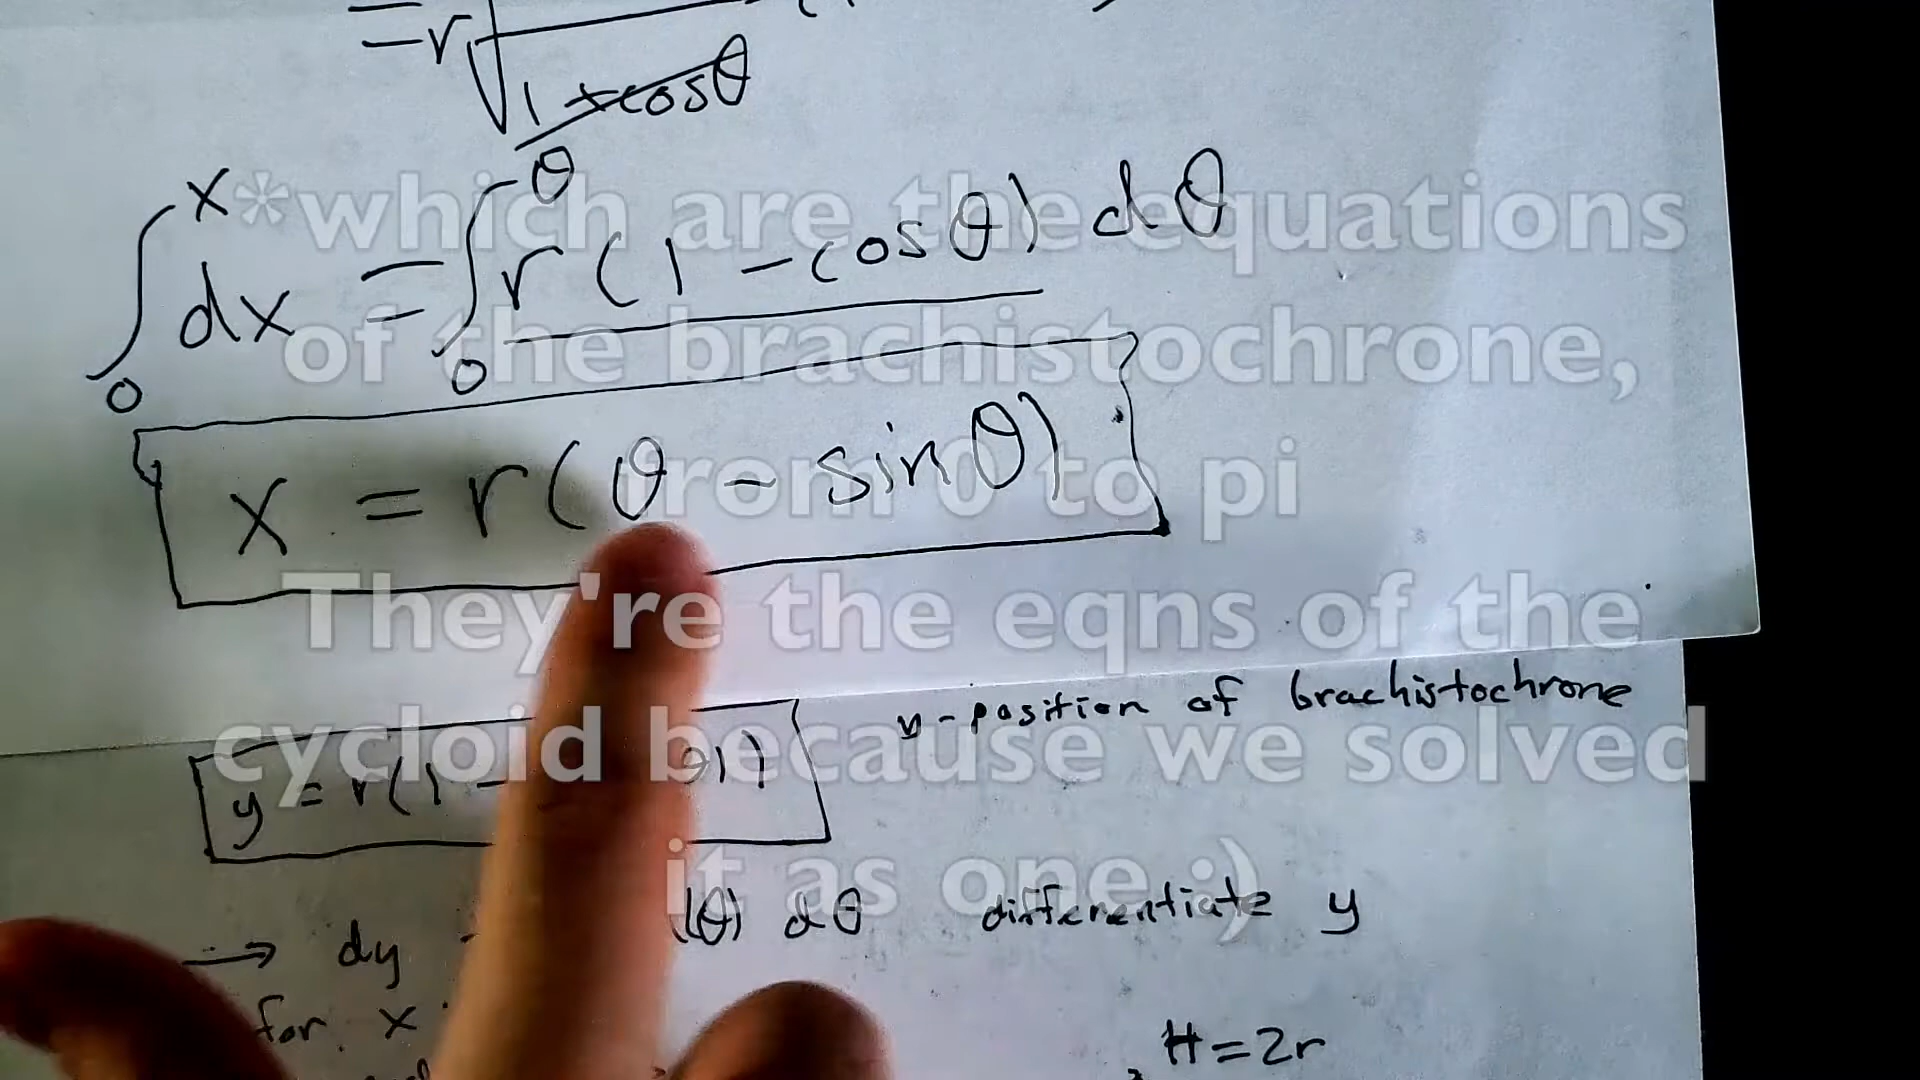 = r √
1 + cosθ
∫₀ˣ dx = ∫₀^θ r(1 - cosθ) dθ
x = r(θ - sinθ)
*which are the equations
of the brachistochrone,
from 0 to pi
They're the eqns of the
cycloid because we solved
it as one ;)
y = r(1 -
y-position of brachistochrone
⟹ dy
(θ) dθ differentiate y
for x
H = 2r